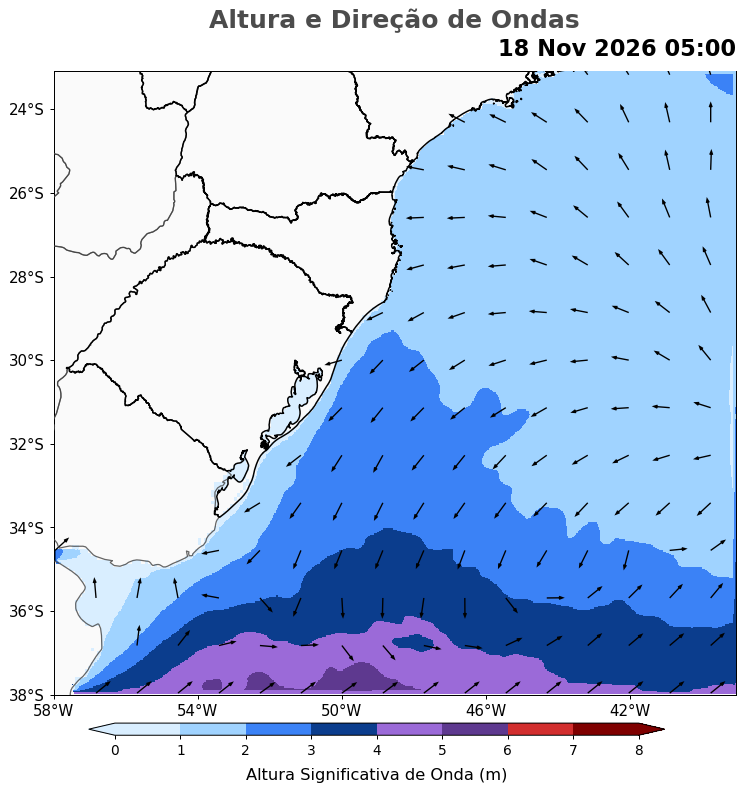 Altura e Direção de Ondas
18 Nov 2026 05:00
24°S
26°S
28°S
30°S
32°S
34°S
36°S
38°S
58°W 54°W 50°W 46°W 42°W
0 1 2 3 4 5 6 7 8
Altura Significativa de Onda (m)